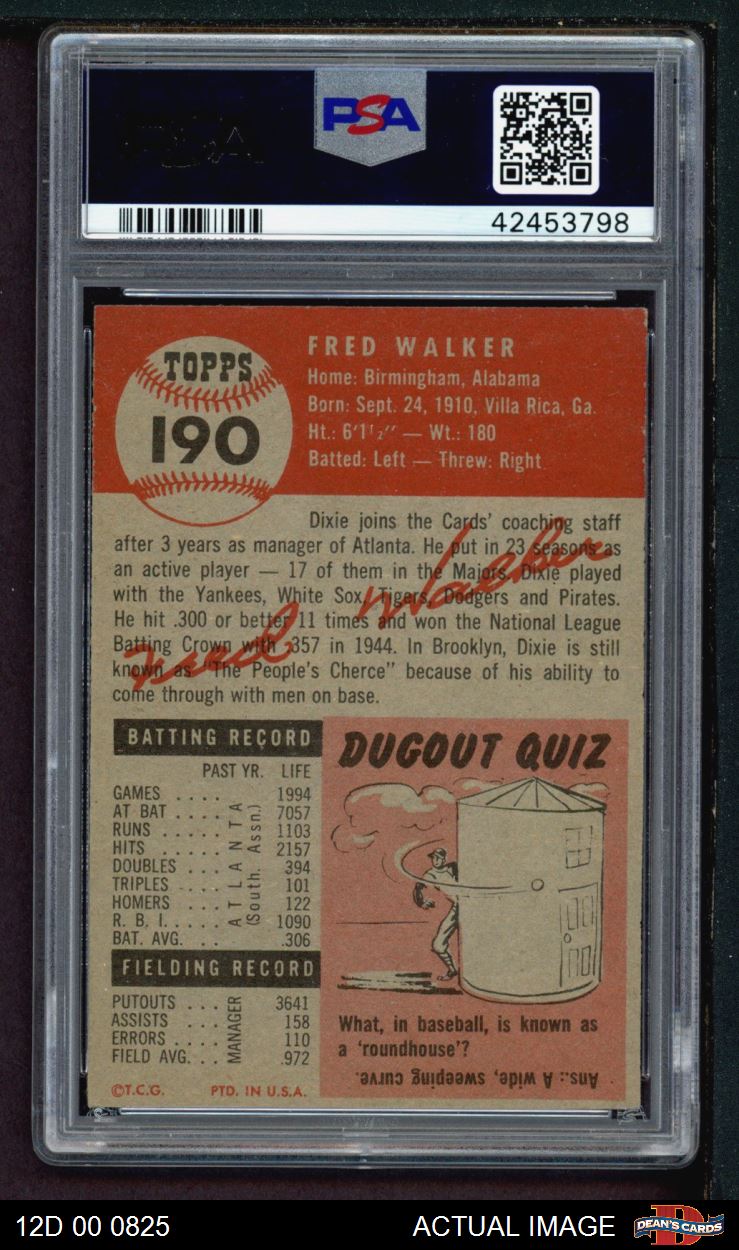 PSA
42453798
TOPPS
190
FRED WALKER
Home: Birmingham, Alabama
Born: Sept. 24, 1910, Villa Rica, Ga.
Ht.: 6'1 1/2" — Wt.: 180
Batted: Left — Threw: Right
Dixie joins the Cards' coaching staff
after 3 years as manager of Atlanta. He put in 23 seasons as
an active player — 17 of them in the Majors. Dixie played
with the Yankees, White Sox, Tigers, Dodgers and Pirates.
He hit .300 or better 11 times and won the National League
Batting Crown with .357 in 1944. In Brooklyn, Dixie is still
known as "The People's Cherce" because of his ability to
come through with men on base.
Fred Walker
BATTING RECORD
PAST YR. LIFE
GAMES .... 1994
AT BAT .... 7057
RUNS ..... 1103
HITS ..... 2157
DOUBLES .... 394
TRIPLES .... 101
HOMERS .... 122
R. B. I. .... 1090
BAT. AVG. ... .306
ATLANTA
(South. Assn.)
FIELDING RECORD
PUTOUTS ... 3641
ASSISTS .... 158
ERRORS .... 110
FIELD AVG. .. .972
MANAGER
©T.C.G. PTD. IN U.S.A.
DUGOUT QUIZ
What, in baseball, is known as
a 'roundhouse'?
Ans.: A wide, sweeping curve.
12D 00 0825
ACTUAL IMAGE
DEAN'S CARDS